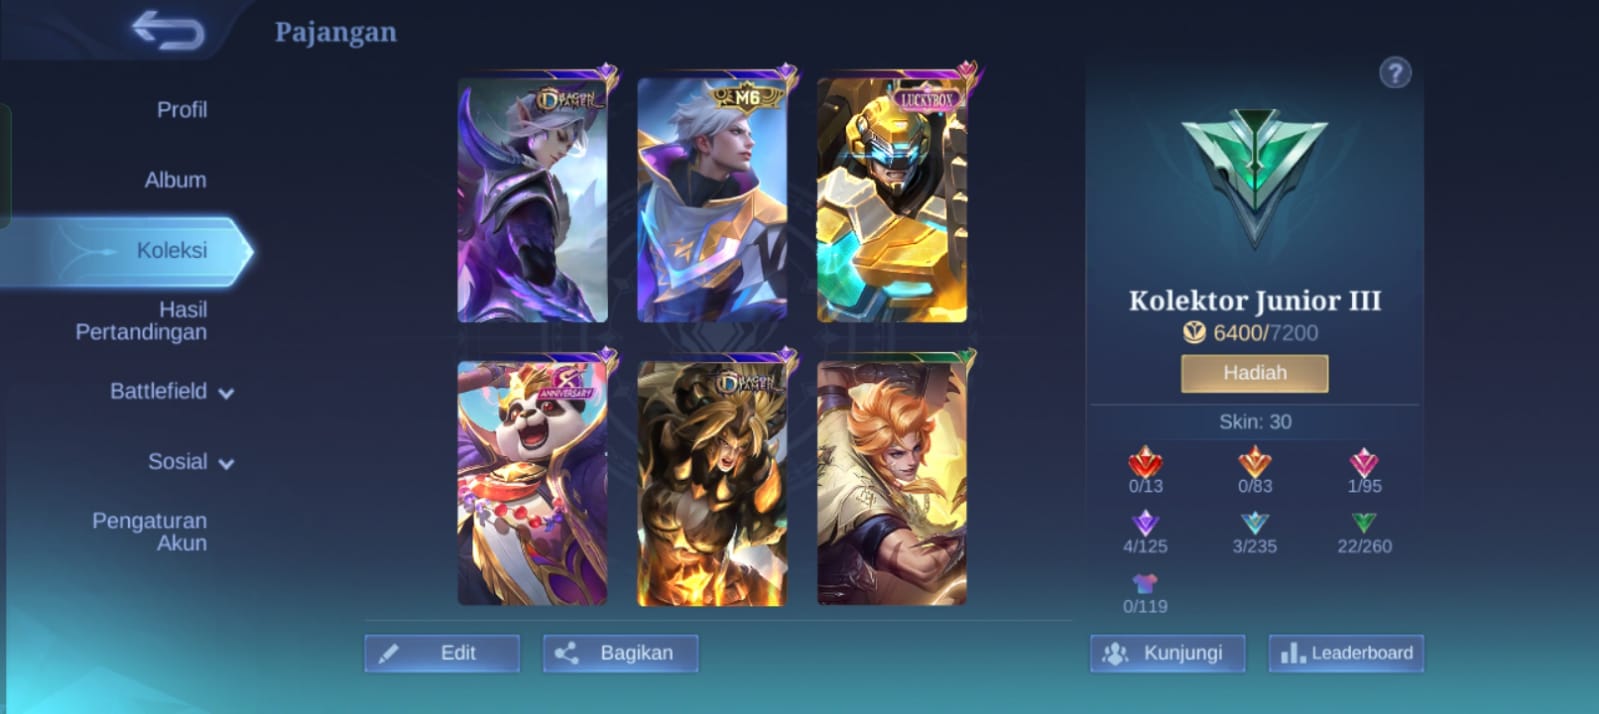 Pajangan
Profil
Album
Koleksi
Hasil
Pertandingan
Battlefield
Sosial
Pengaturan
Akun
DRAGON
TAMER
M6
LUCKYBOX
ANNIVERSARY
DRAGON
TAMER
Edit
Bagikan
?
Kolektor Junior III
6400/7200
Hadiah
Skin: 30
0/13
0/83
1/95
4/125
3/235
22/260
0/119
Kunjungi
Leaderboard